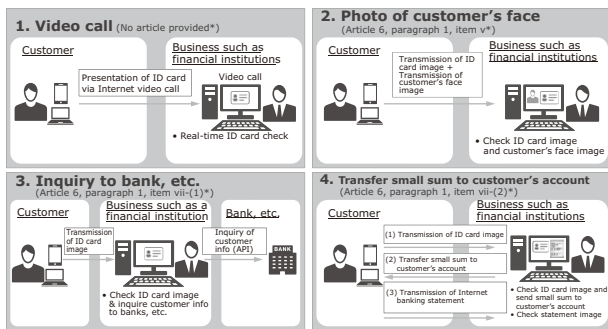 1. Video call (No article provided*)
Customer
Business such as
financial institutions
Presentation of ID card
via Internet video call
Video call
• Real-time ID card check
2. Photo of customer's face
(Article 6, paragraph 1, item v*)
Customer
Business such as
financial institutions
Transmission of ID
card image +
Transmission of
customer's face
image
• Check ID card image
and customer's face image
3. Inquiry to bank, etc.
(Article 6, paragraph 1, item vii-(1)*)
Customer
Business such as a
financial institution
Bank, etc.
Transmission
of ID card
image
Inquiry of
customer
info (API)
BANK
• Check ID card image
& inquire customer info
to banks, etc.
4. Transfer small sum to customer's account
(Article 6, paragraph 1, item vii-(2)*)
Customer
Business such as
financial institutions
(1) Transmission of ID card image
(2) Transfer small sum to
customer's account
(3) Transmission of Internet
banking statement
• Check ID card image and
send small sum to
customer's account
• Check statement image